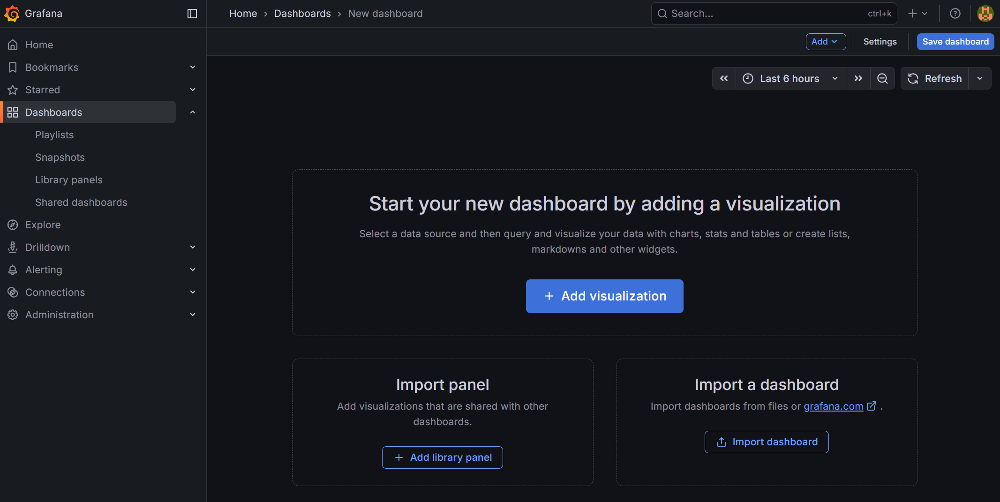 Grafana
Home
Dashboards
New dashboard
Search...
ctrl+k
Add
Settings
Save dashboard
Home
Bookmarks
Starred
Dashboards
Playlists
Snapshots
Library panels
Shared dashboards
Explore
Drilldown
Alerting
Connections
Administration
Last 6 hours
Refresh
Start your new dashboard by adding a visualization
Select a data source and then query and visualize your data with charts, stats and tables or create lists,
markdowns and other widgets.
Add visualization
Import panel
Add visualizations that are shared with other
dashboards.
Add library panel
Import a dashboard
Import dashboards from files or grafana.com .
Import dashboard